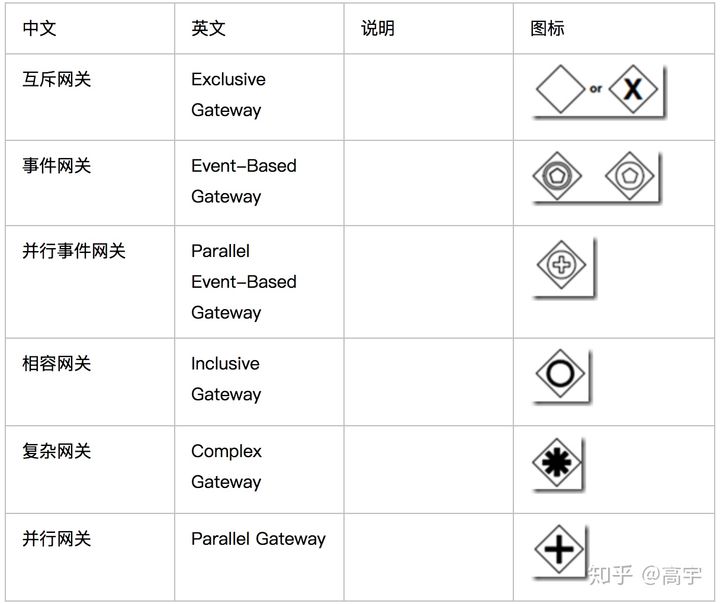 中文 英文 说明 图标
互斥网关 Exclusive
Gateway
or X
事件网关 Event-Based
Gateway
并行事件网关 Parallel
Event-Based
Gateway
相容网关 Inclusive
Gateway
复杂网关 Complex
Gateway
并行网关 Parallel Gateway
知乎 @高宇